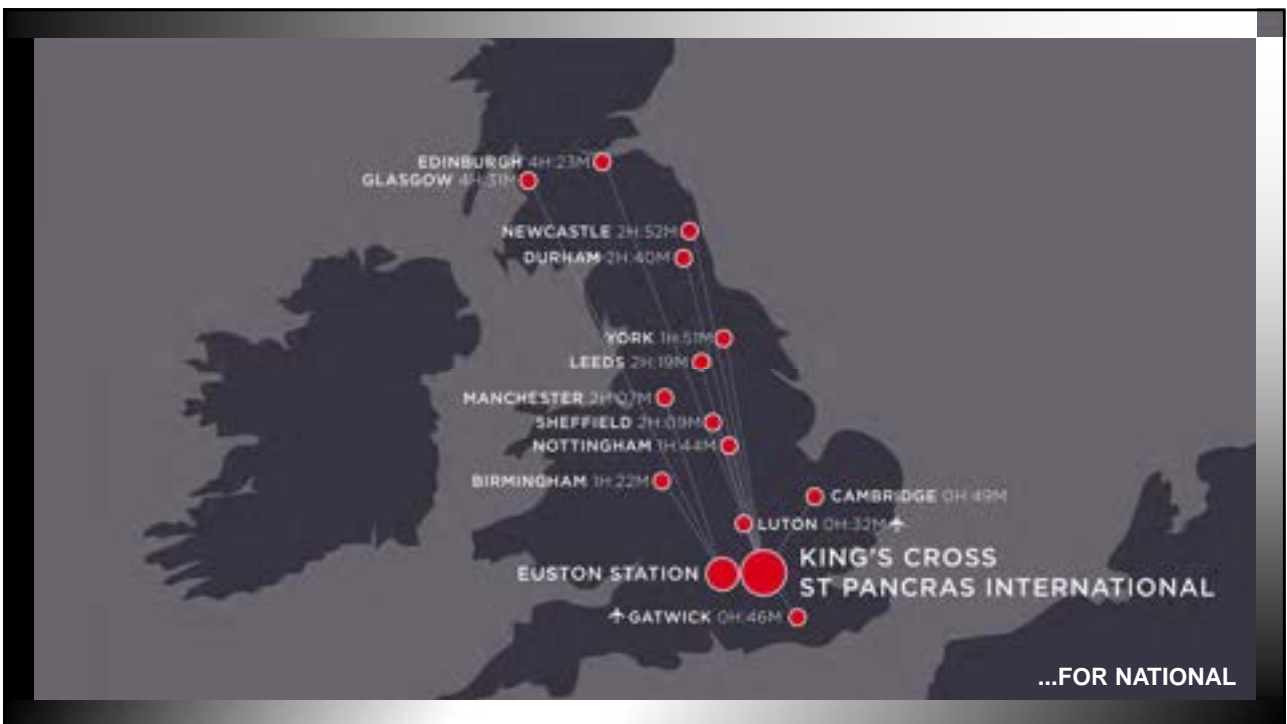 EDINBURGH 4H:23M
GLASGOW 4H:31M
NEWCASTLE 2H:52M
DURHAM 2H:40M
YORK 1H:51M
LEEDS 2H:19M
MANCHESTER 2H:07M
SHEFFIELD 2H:09M
NOTTINGHAM 1H:44M
BIRMINGHAM 1H:22M
CAMBRIDGE 0H:49M
LUTON 0H:32M
EUSTON STATION
KING'S CROSS
ST PANCRAS INTERNATIONAL
GATWICK 0H:46M
...FOR NATIONAL